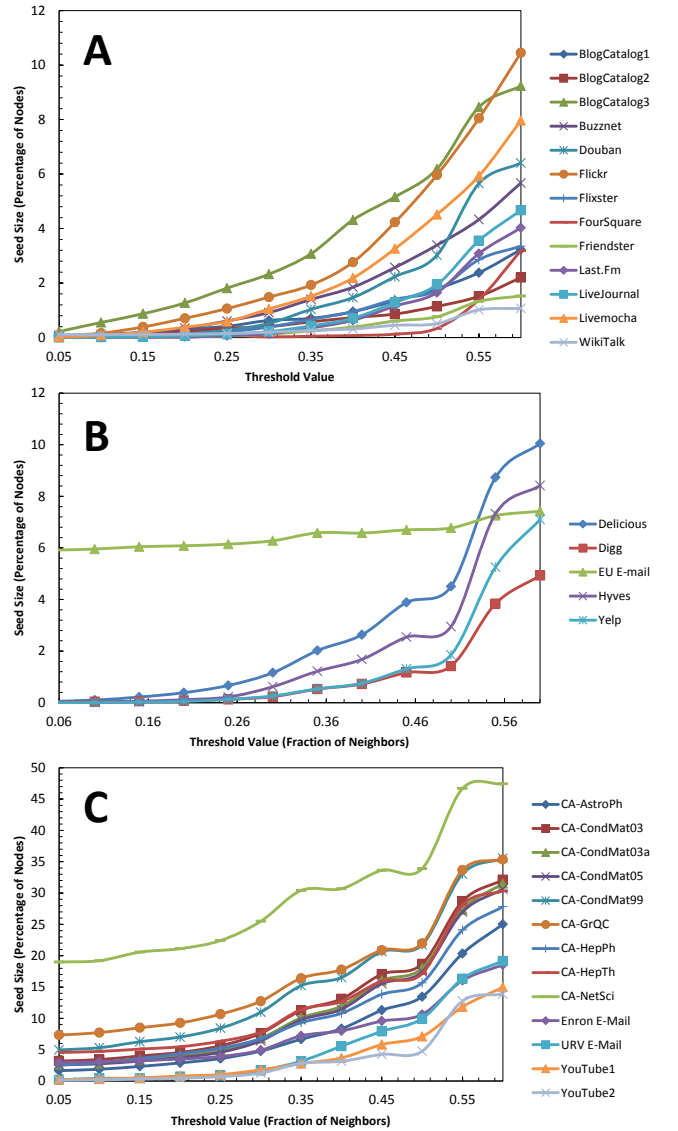 A
12
10
8
6
4
2
0
Seed Size (Percentage of Nodes)
0.05
0.15
0.25
0.35
0.45
0.55
Threshold Value
BlogCatalog1
BlogCatalog2
BlogCatalog3
Buzznet
Douban
Flickr
Flixster
FourSquare
Friendster
Last.Fm
LiveJournal
Livemocha
WikiTalk
B
12
10
8
6
4
2
0
Seed Size (Percentage of Nodes)
0.06
0.16
0.26
0.36
0.46
0.56
Threshold Value (Fraction of Neighbors)
Delicious
Digg
EU E-mail
Hyves
Yelp
C
50
45
40
35
30
25
20
15
10
5
0
Seed Size (Percentage of Nodes)
0.05
0.15
0.25
0.35
0.45
0.55
Threshold Value (Fraction of Neighbors)
CA-AstroPh
CA-CondMat03
CA-CondMat03a
CA-CondMat05
CA-CondMat99
CA-GrQC
CA-HepPh
CA-HepTh
CA-NetSci
Enron E-Mail
URV E-Mail
YouTube1
YouTube2